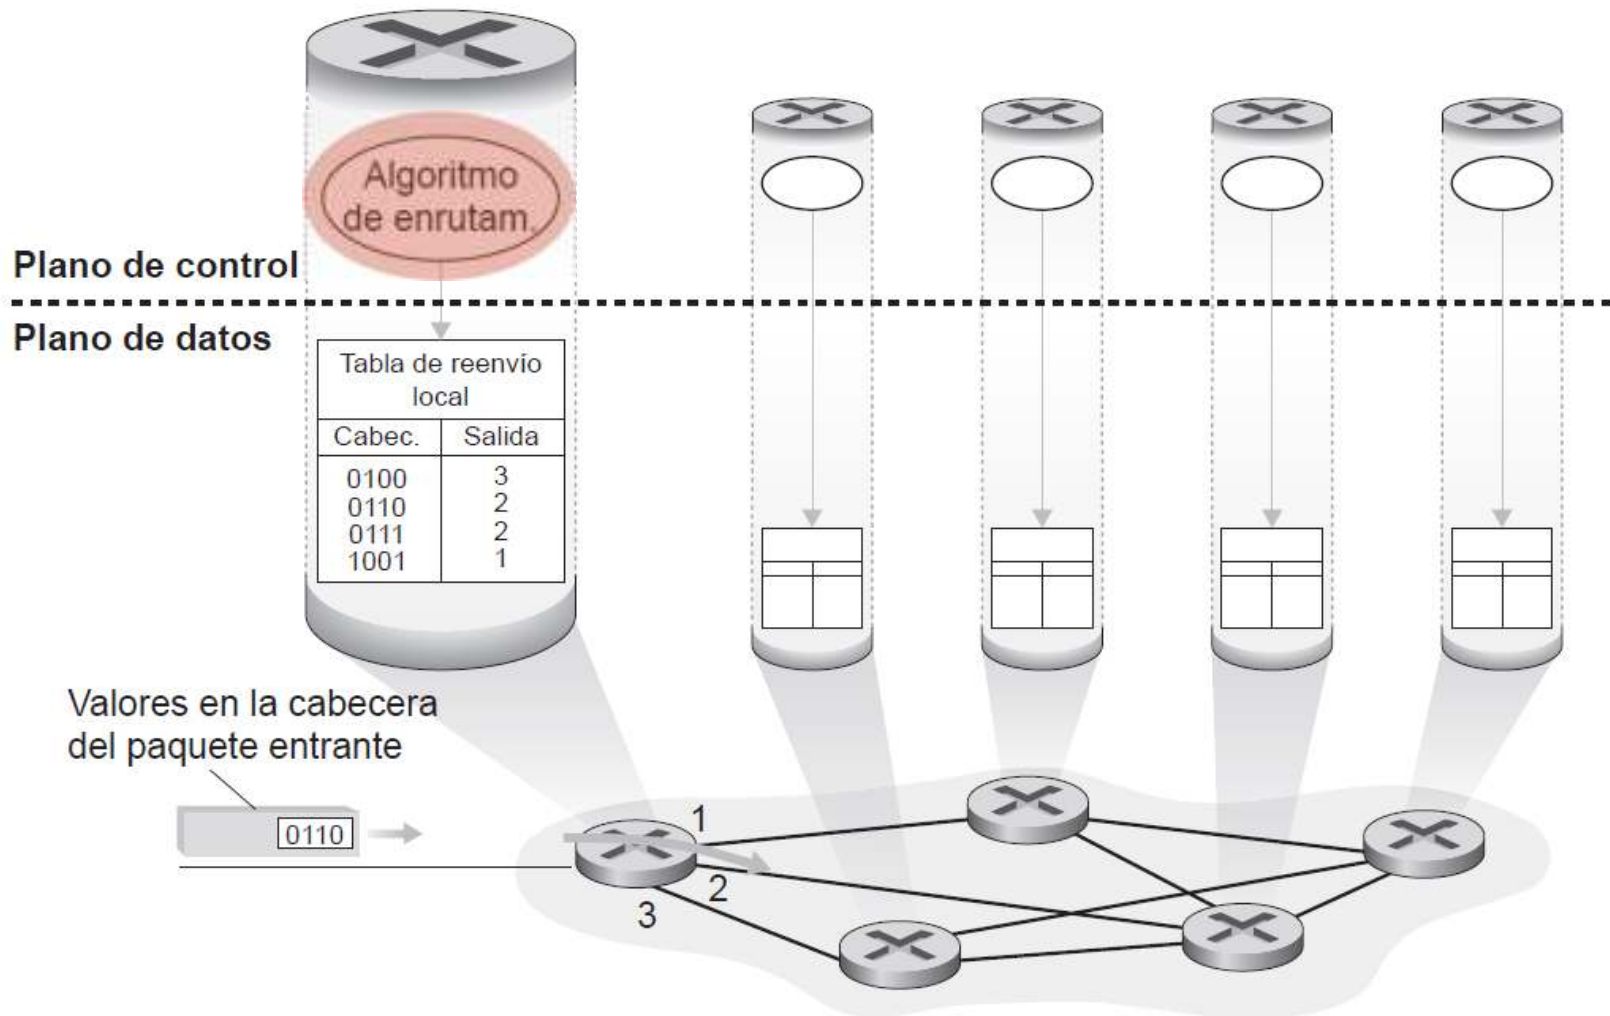 Algoritmo
de enrutam.
Plano de control
Plano de datos
Tabla de reenvío
local
Cabec. Salida
0100 3
0110 2
0111 2
1001 1
Valores en la cabecera
del paquete entrante
0110
1
2
3